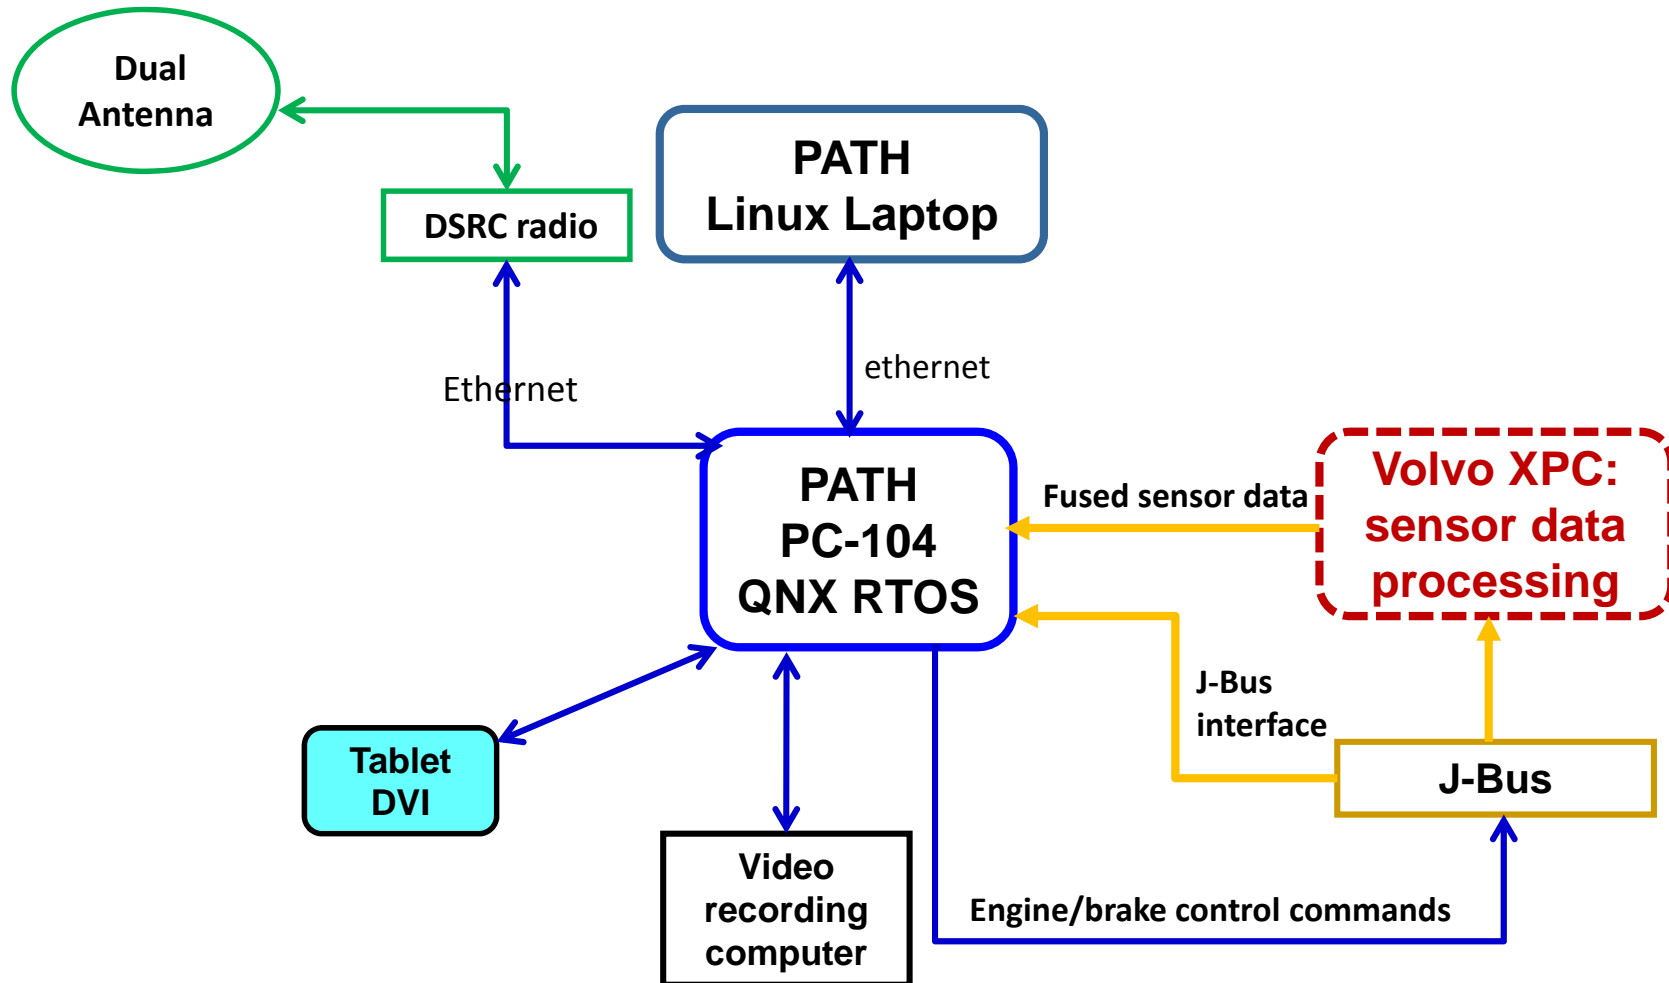 Dual
Antenna
DSRC radio
PATH
Linux Laptop
Ethernet
ethernet
PATH
PC-104
QNX RTOS
Fused sensor data
Volvo XPC:
sensor data
processing
J-Bus
interface
J-Bus
Tablet
DVI
Video
recording
computer
Engine/brake control commands